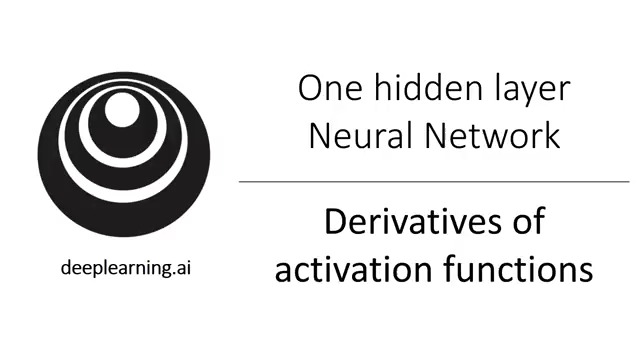 One hidden layer
Neural Network
Derivatives of
activation functions
deeplearning.ai